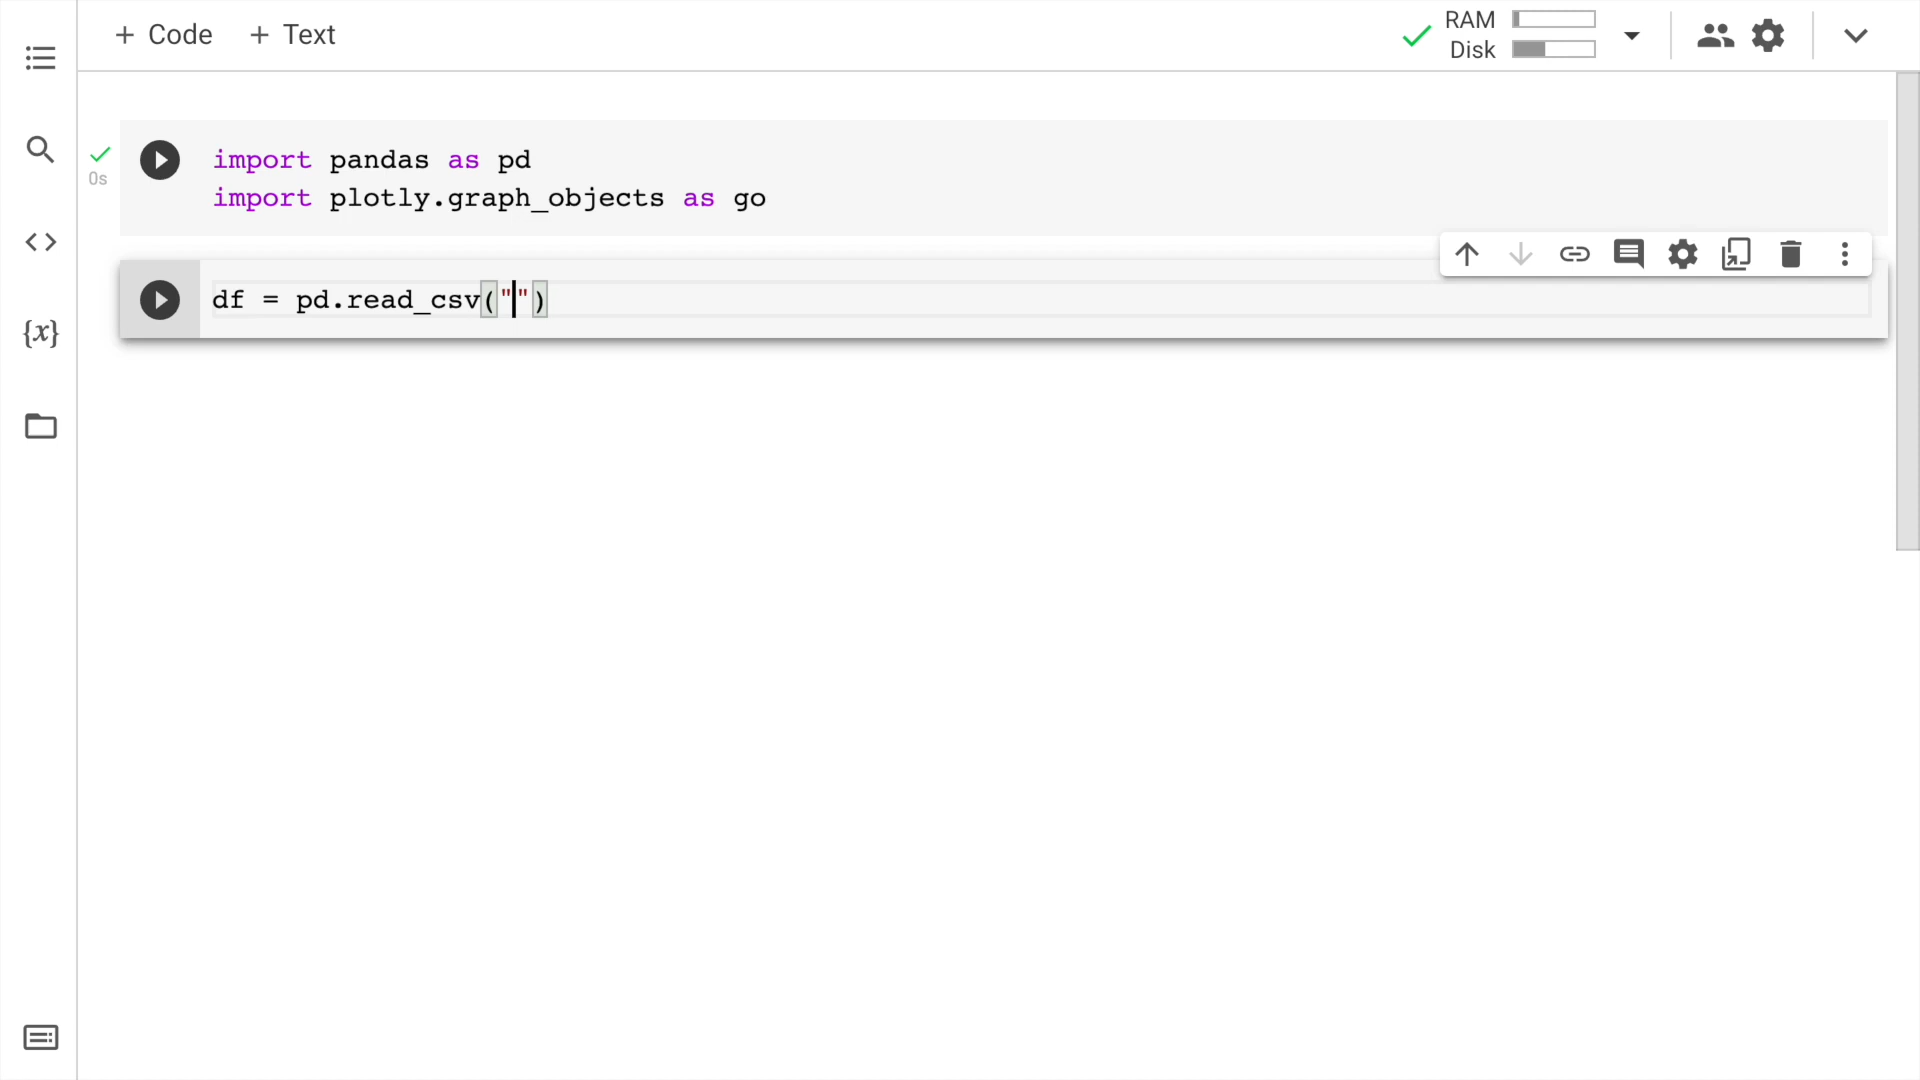 + Code + Text
RAM
Disk
0s
import pandas as pd
import plotly.graph_objects as go
df = pd.read_csv("")
{x}